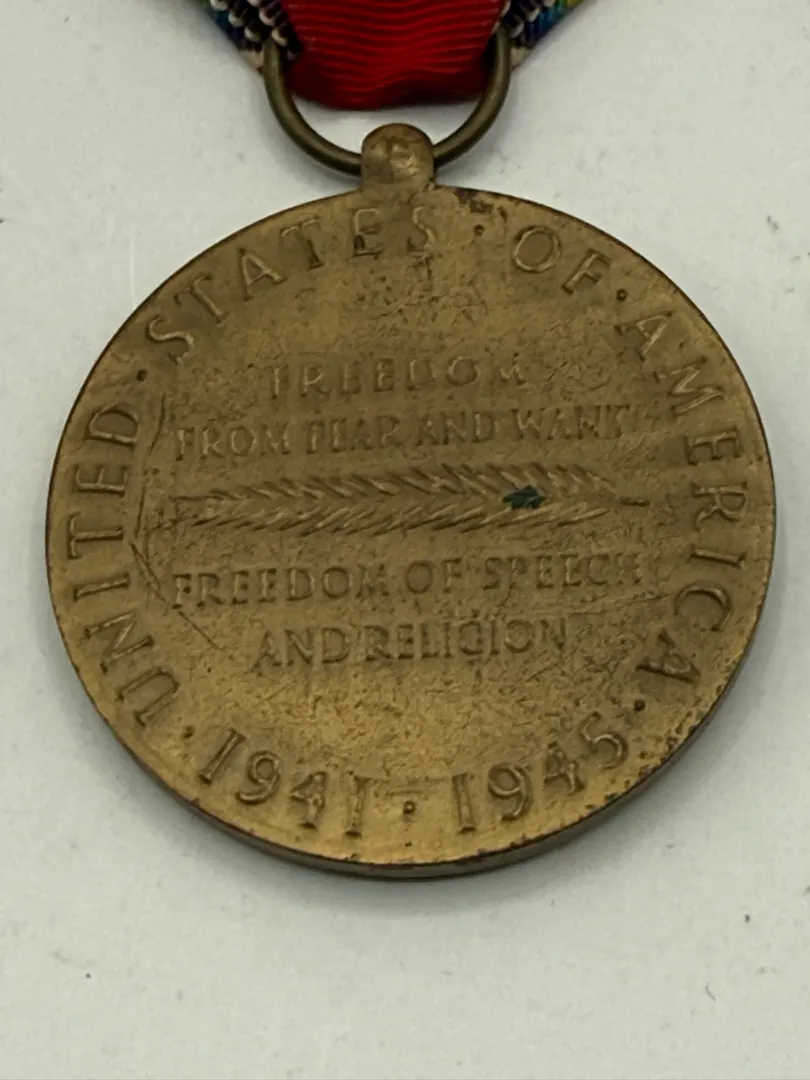 UNITED · STATES · OF · AMERICA ·
FREEDOM
FROM FEAR AND WANT
FREEDOM OF SPEECH
AND RELIGION
1941 · 1945